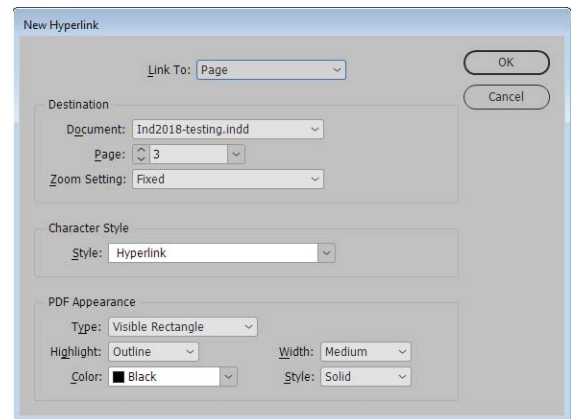 New Hyperlink
Link To: Page
OK
Cancel
Destination
Document: Ind2018-testing.indd
Page: 3
Zoom Setting: Fixed
Character Style
Style: Hyperlink
PDF Appearance
Type: Visible Rectangle
Highlight: Outline Width: Medium
Color: Black Style: Solid